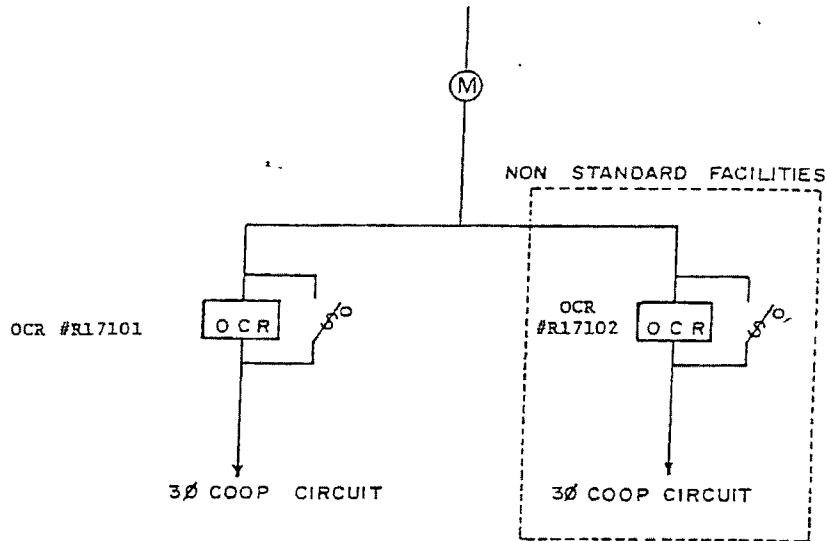 M
NON STANDARD FACILITIES
OCR #R17101
OCR
OCR
#R17102
OCR
3Ø COOP CIRCUIT
3Ø COOP CIRCUIT